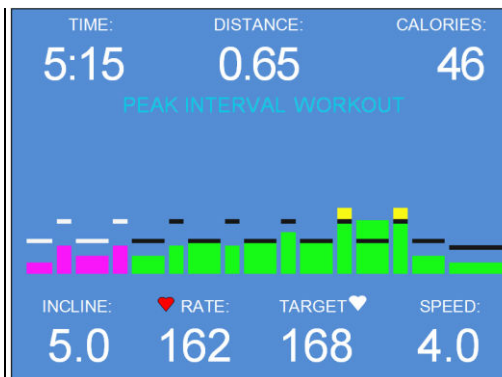 TIME: DISTANCE: CALORIES:
5:15 0.65 46
PEAK INTERVAL WORKOUT
INCLINE: RATE: TARGET SPEED:
5.0 162 168 4.0